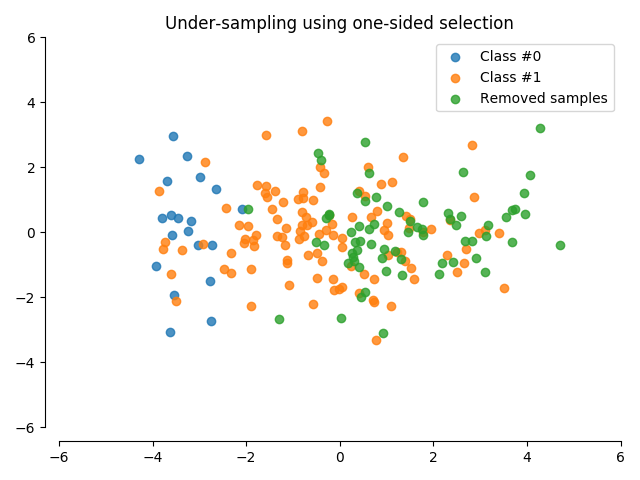 Under-sampling using one-sided selection
Class #0
Class #1
Removed samples
6
4
2
0
−2
−4
−6
−6 −4 −2 0 2 4 6